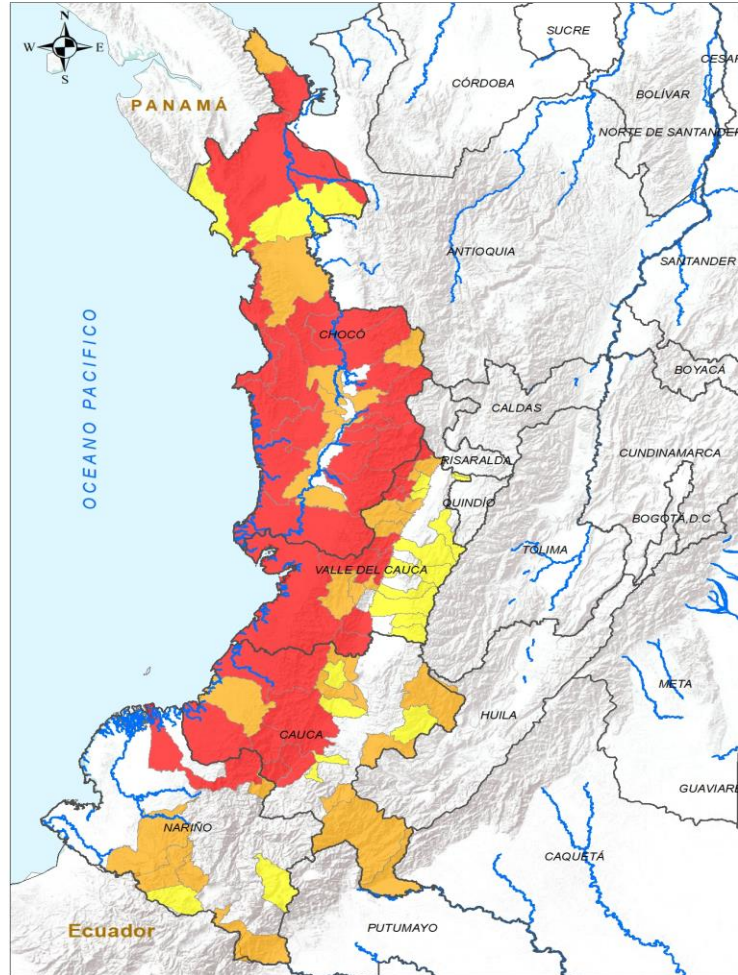 N
W E
S
SUCRE
CESAR
CÓRDOBA
BOLÍVAR
PANAMÁ
NORTE DE SANTANDER
ANTIOQUIA
SANTANDER
OCEANO PACIFICO
CHOCÓ
BOYACÁ
CALDAS
CUNDINAMARCA
RISARALDA
QUINDÍO
BOGOTÁ, D.C
TOLIMA
VALLE DEL CAUCA
META
HUILA
CAUCA
GUAVIARE
NARIÑO
CAQUETÁ
Ecuador
PUTUMAYO